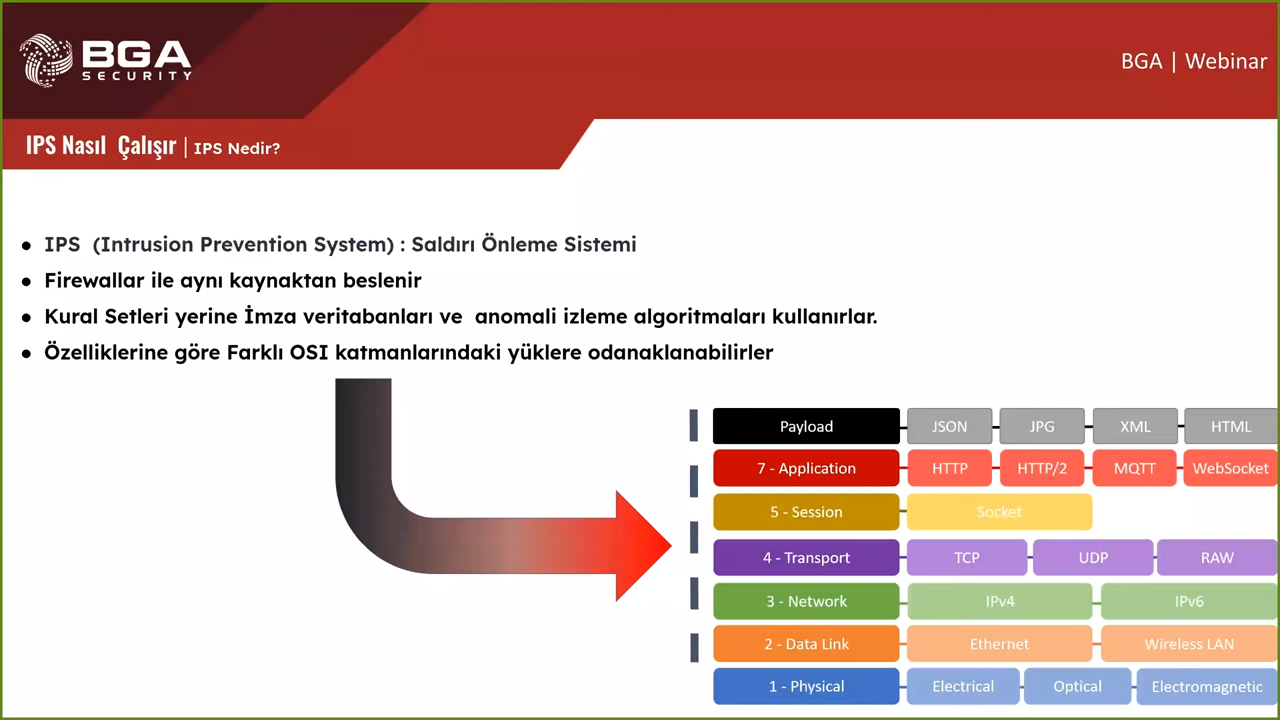 BGA
SECURITY
BGA | Webinar
IPS Nasıl Çalışır | IPS Nedir?
● IPS (Intrusion Prevention System) : Saldırı Önleme Sistemi
● Firewallar ile aynı kaynaktan beslenir
● Kural Setleri yerine İmza veritabanları ve anomali izleme algoritmaları kullanırlar.
● Özelliklerine göre Farklı OSI katmanlarındaki yüklere odanaklanabilirler
Payload JSON JPG XML HTML
7 - Application HTTP HTTP/2 MQTT WebSocket
5 - Session Socket
4 - Transport TCP UDP RAW
3 - Network IPv4 IPv6
2 - Data Link Ethernet Wireless LAN
1 - Physical Electrical Optical Electromagnetic